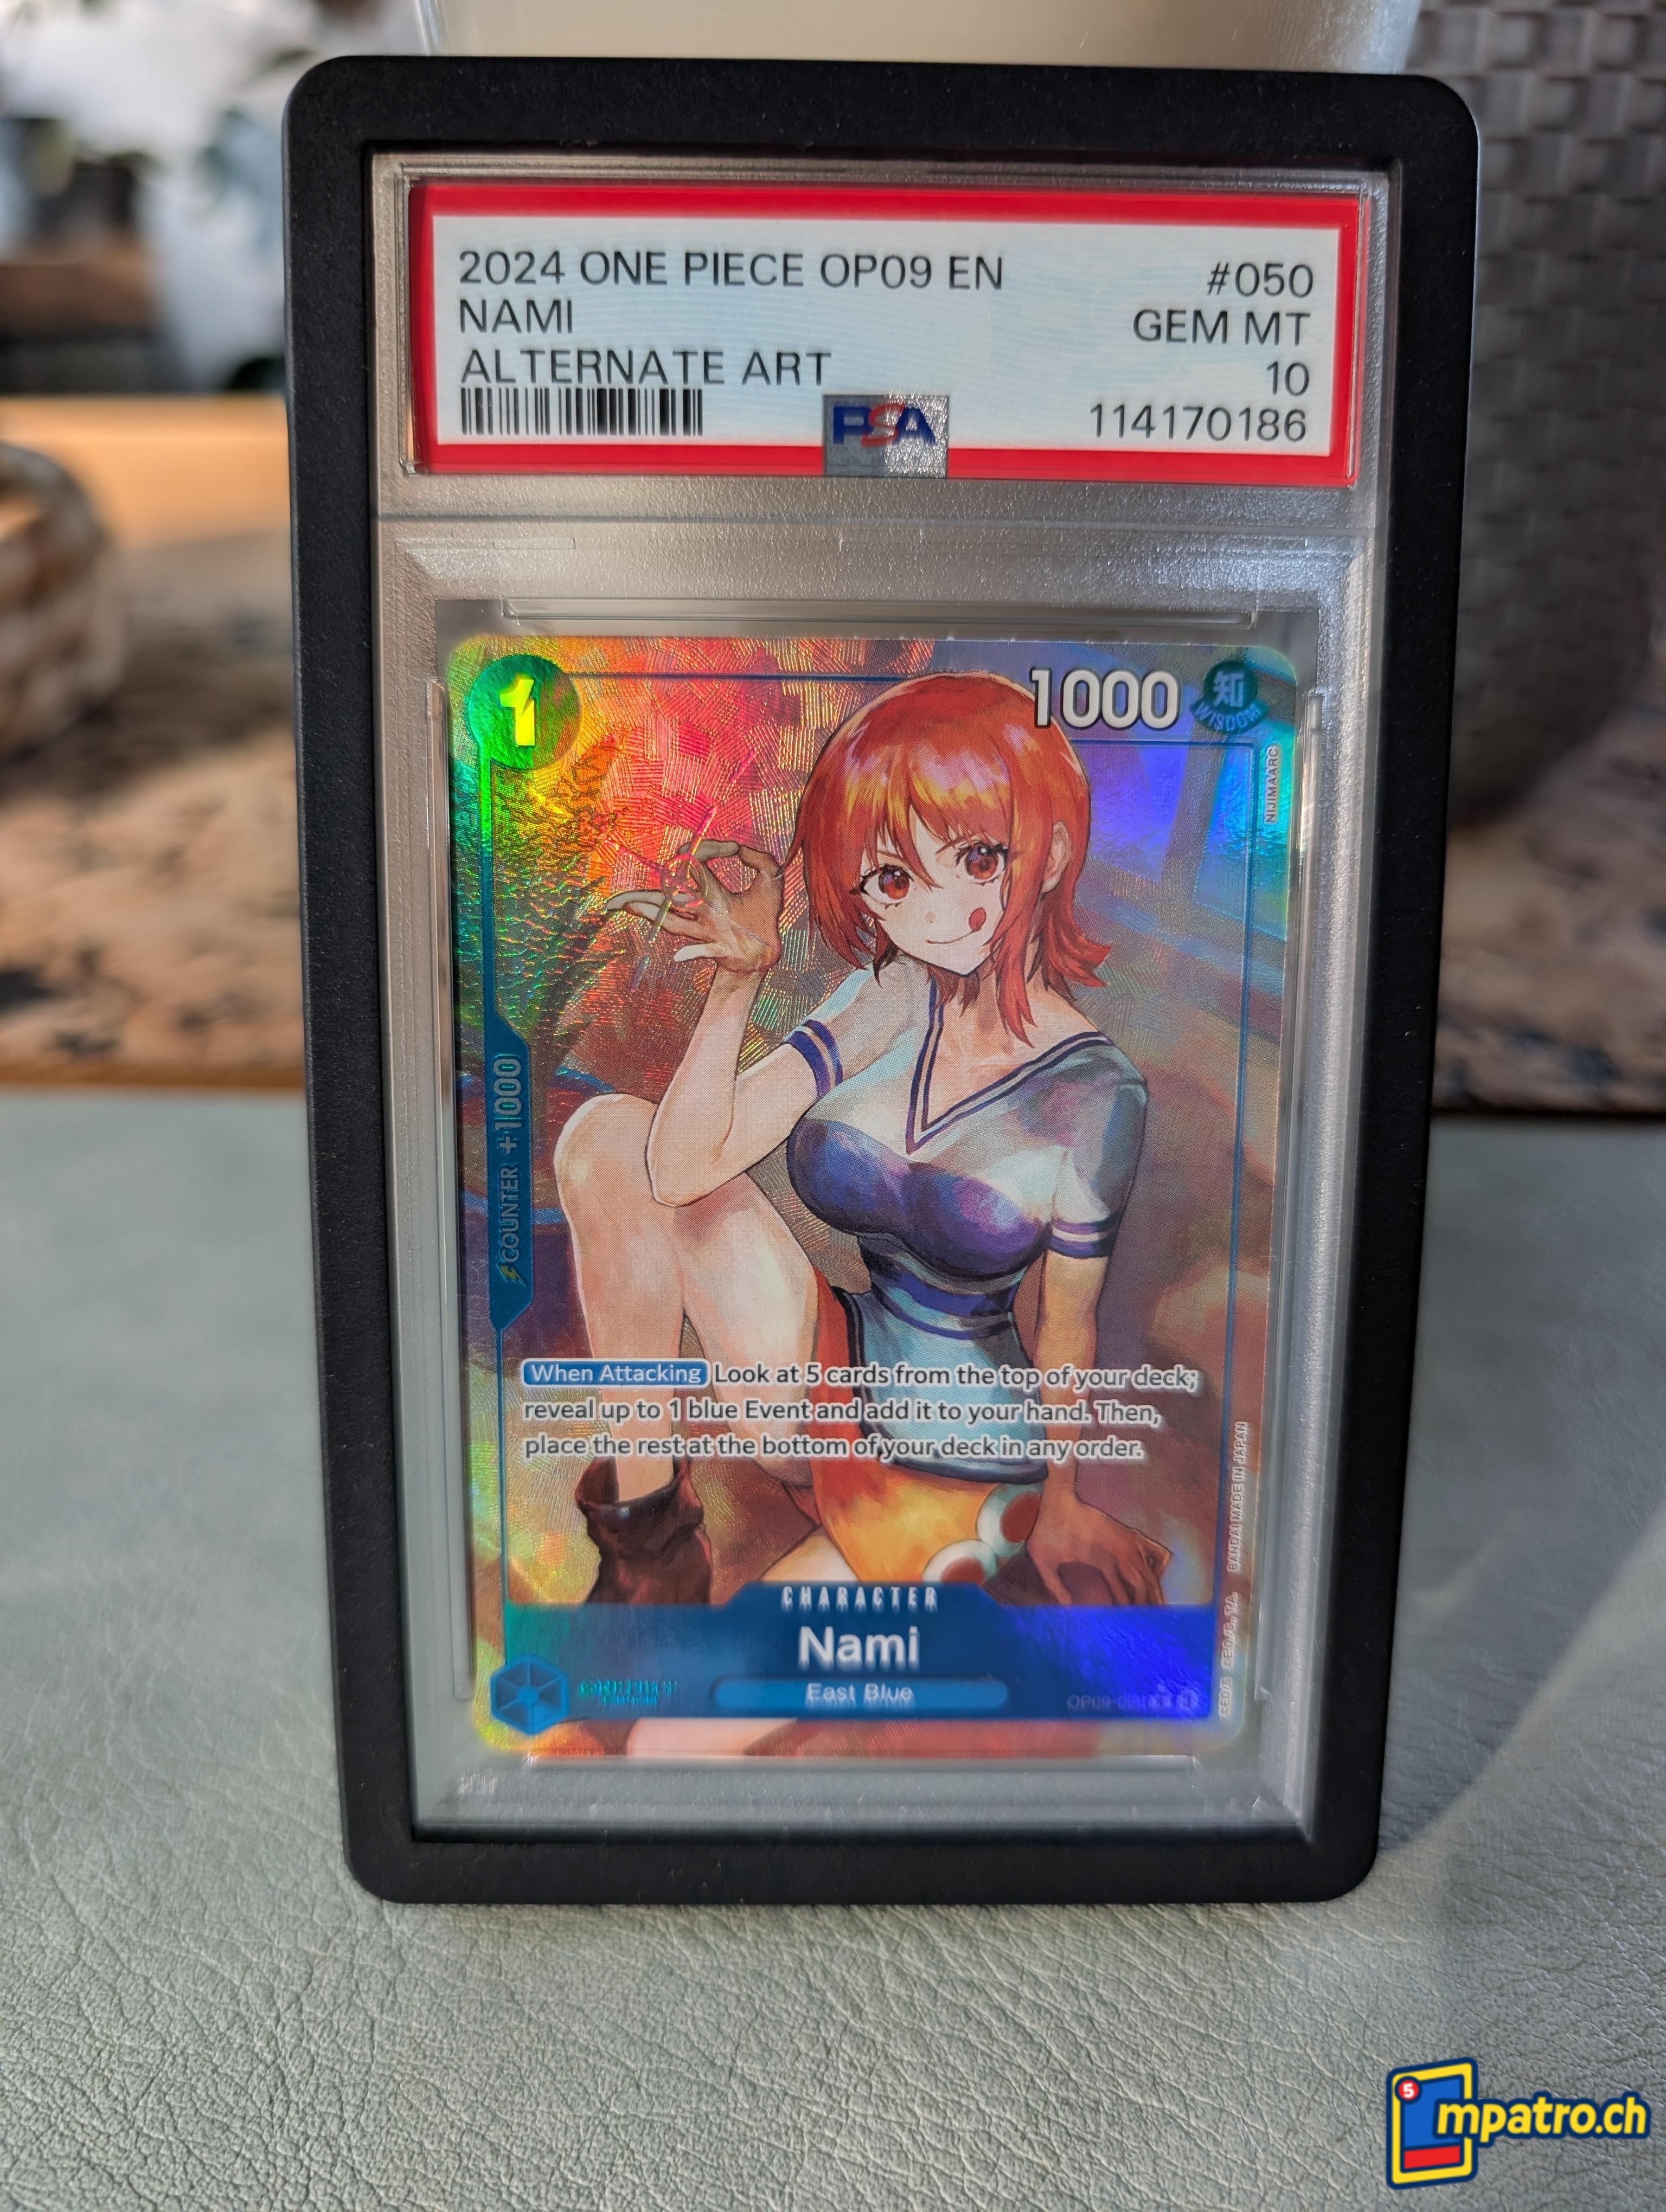 2024 ONE PIECE OP09 EN #050
NAMI GEM MT
ALTERNATE ART 10
PSA 114170186
1 1000 知
WISDOM
NIJIMAARC
COUNTER +1000
When Attacking Look at 5 cards from the top of your deck;
reveal up to 1 blue Event and add it to your hand. Then,
place the rest at the bottom of your deck in any order.
BANDAI MADE IN JAPAN
CHARACTER
Nami
East Blue
5
mpatro.ch